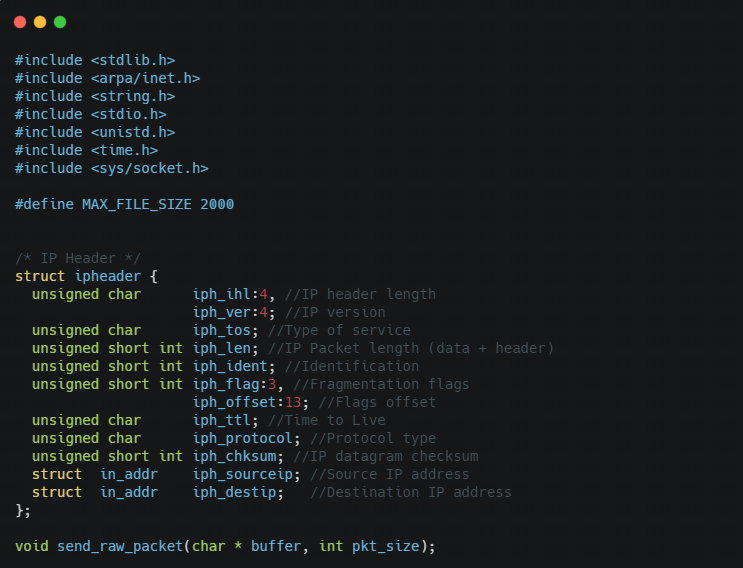 #include <stdlib.h>
#include <arpa/inet.h>
#include <string.h>
#include <stdio.h>
#include <unistd.h>
#include <time.h>
#include <sys/socket.h>
#define MAX_FILE_SIZE 2000
/* IP Header */
struct ipheader {
  unsigned char      iph_ihl:4, //IP header length
                     iph_ver:4; //IP version
  unsigned char      iph_tos; //Type of service
  unsigned short int iph_len; //IP Packet length (data + header)
  unsigned short int iph_ident; //Identification
  unsigned short int iph_flag:3, //Fragmentation flags
                     iph_offset:13; //Flags offset
  unsigned char      iph_ttl; //Time to Live
  unsigned char      iph_protocol; //Protocol type
  unsigned short int iph_chksum; //IP datagram checksum
  struct  in_addr    iph_sourceip; //Source IP address
  struct  in_addr    iph_destip;   //Destination IP address
};
void send_raw_packet(char * buffer, int pkt_size);